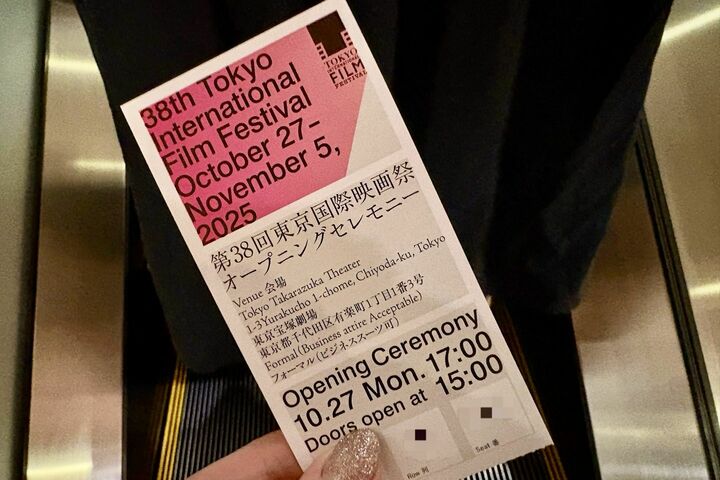 38th Tokyo
International
Film Festival
October 27–
November 5,
2025
TOKYO
INTERNATIONAL
FILM
FESTIVAL
第38回東京国際映画祭
オープニングセレモニー
Venue 会場
Tokyo Takarazuka Theater
1-3Yurakucho 1-chome, Chiyoda-ku, Tokyo
東京宝塚劇場
東京都千代田区有楽町1丁目1番3号
Formal (Business attire Acceptable)
フォーマル(ビジネススーツ可)
Opening Ceremony
10.27 Mon. 17:00
Doors open at 15:00
Row 列
Seat 番